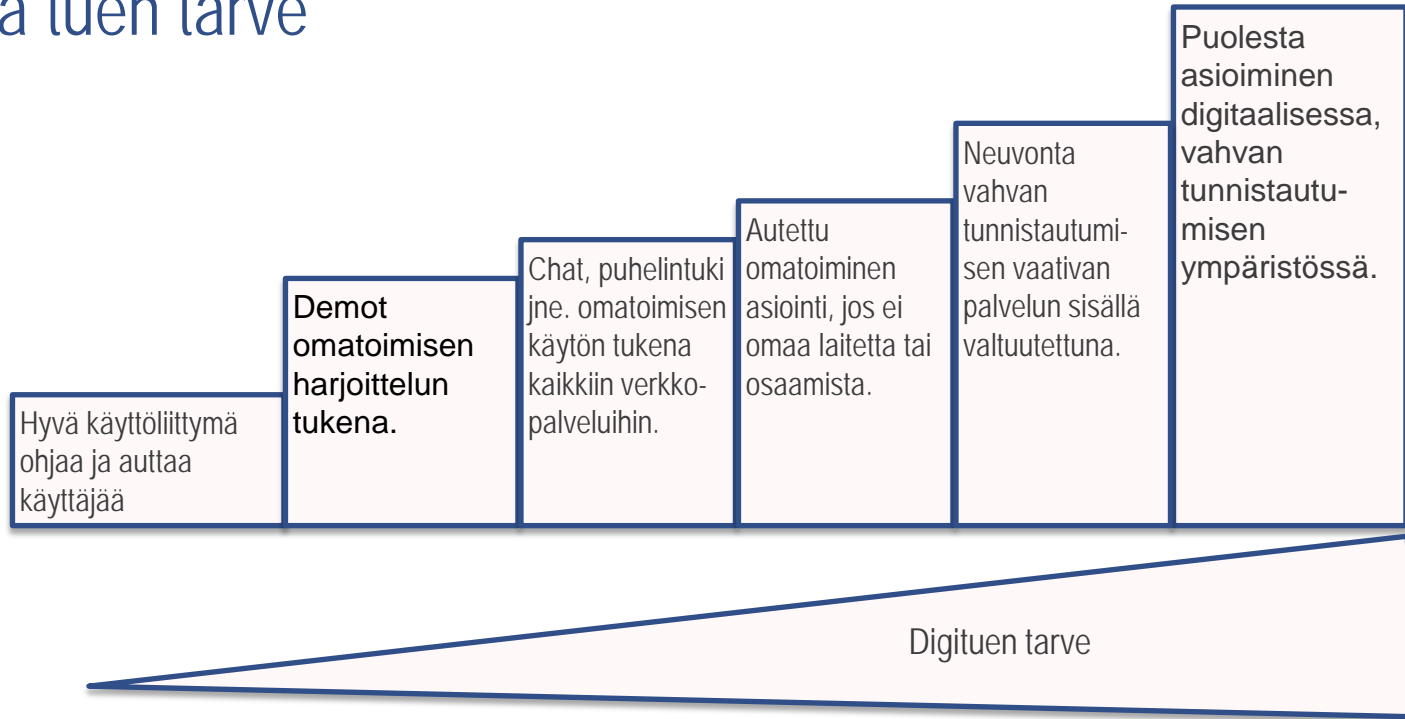 a tuen tarve
Hyvä käyttöliittymä
ohjaa ja auttaa
käyttäjää
Demot
omatoimisen
harjoittelun
tukena.
Chat, puhelintuki
jne. omatoimisen
käytön tukena
kaikkiin verkko-
palveluihin.
Autettu
omatoiminen
asiointi, jos ei
omaa laitetta tai
osaamista.
Neuvonta
vahvan
tunnistautumi-
sen vaativan
palvelun sisällä
valtuutettuna.
Puolesta
asioiminen
digitaalisessa,
vahvan
tunnistautu-
misen
ympäristössä.
Digituen tarve